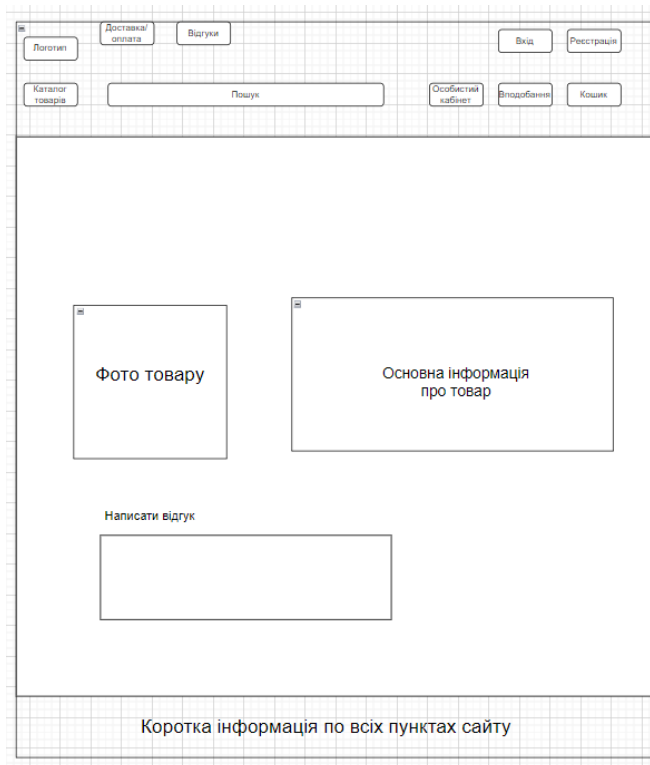 Доставка/
оплата
Відгуки
Логотип
Вхід
Реєстрація
Каталог
товарів
Пошук
Особистий
кабінет
Вподобання
Кошик
Фото товару
Основна інформація
про товар
Написати відгук
Коротка інформація по всіх пунктах сайту